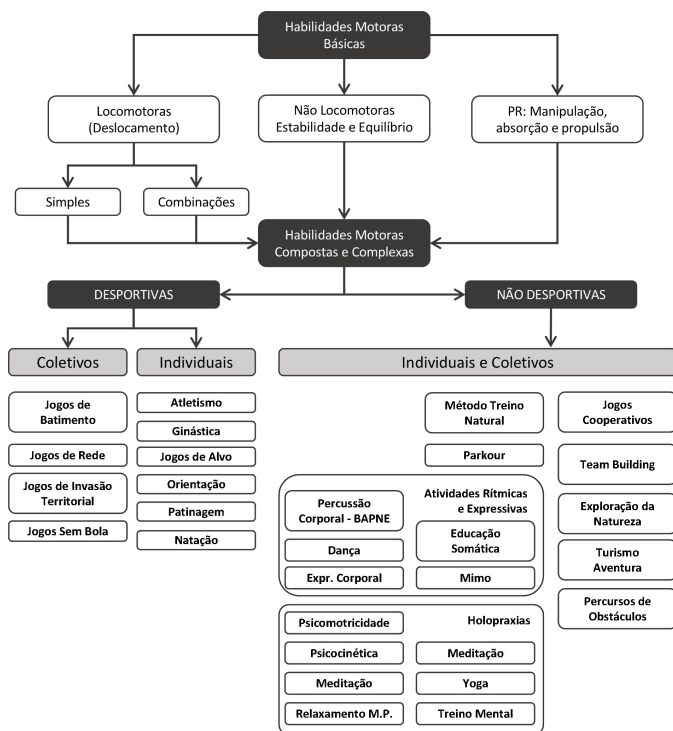 Habilidades Motoras
Básicas
Locomotoras
(Deslocamento)
Não Locomotoras
Estabilidade e Equilíbrio
PR: Manipulação,
absorção e propulsão
Simples
Combinações
Habilidades Motoras
Compostas e Complexas
DESPORTIVAS
NÃO DESPORTIVAS
Coletivos
Individuais
Individuais e Coletivos
Jogos de
Batimento
Jogos de Rede
Jogos de Invasão
Territorial
Jogos Sem Bola
Atletismo
Ginástica
Jogos de Alvo
Orientação
Patinagem
Natação
Método Treino
Natural
Parkour
Atividades Rítmicas
e Expressivas
Percussão
Corporal - BAPNE
Dança
Expr. Corporal
Educação
Somática
Mimo
Holopraxias
Psicomotricidade
Psicocinética
Meditação
Relaxamento M.P.
Meditação
Yoga
Treino Mental
Jogos
Cooperativos
Team Building
Exploração da
Natureza
Turismo
Aventura
Percursos de
Obstáculos